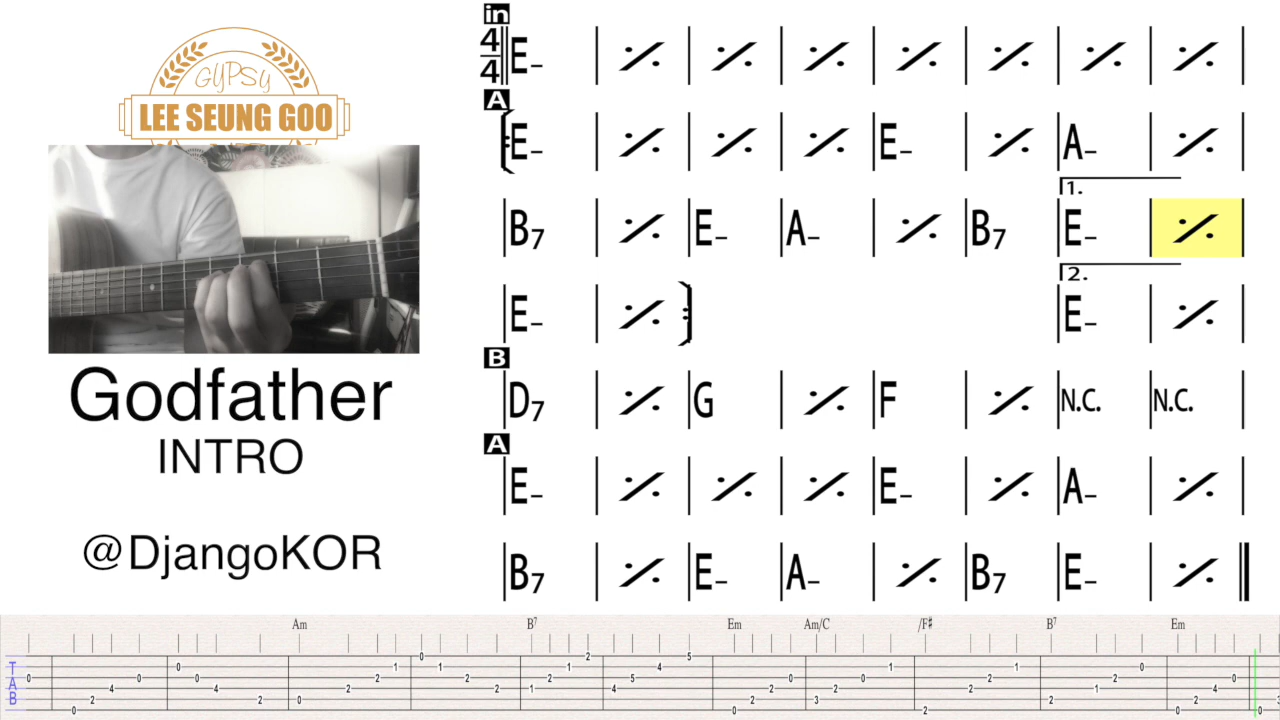 GYPSY
LEE SEUNG GOO
Godfather
INTRO
@DjangoKOR
in
4/4 E–
A
E– E– A–
1.
B7 E– A– B7 E–
2.
E– E–
B
D7 G F N.C. N.C.
A
E– E– A–
B7 E– A– B7 E–
Am B7 Em Am/C /F♯ B7 Em
TAB